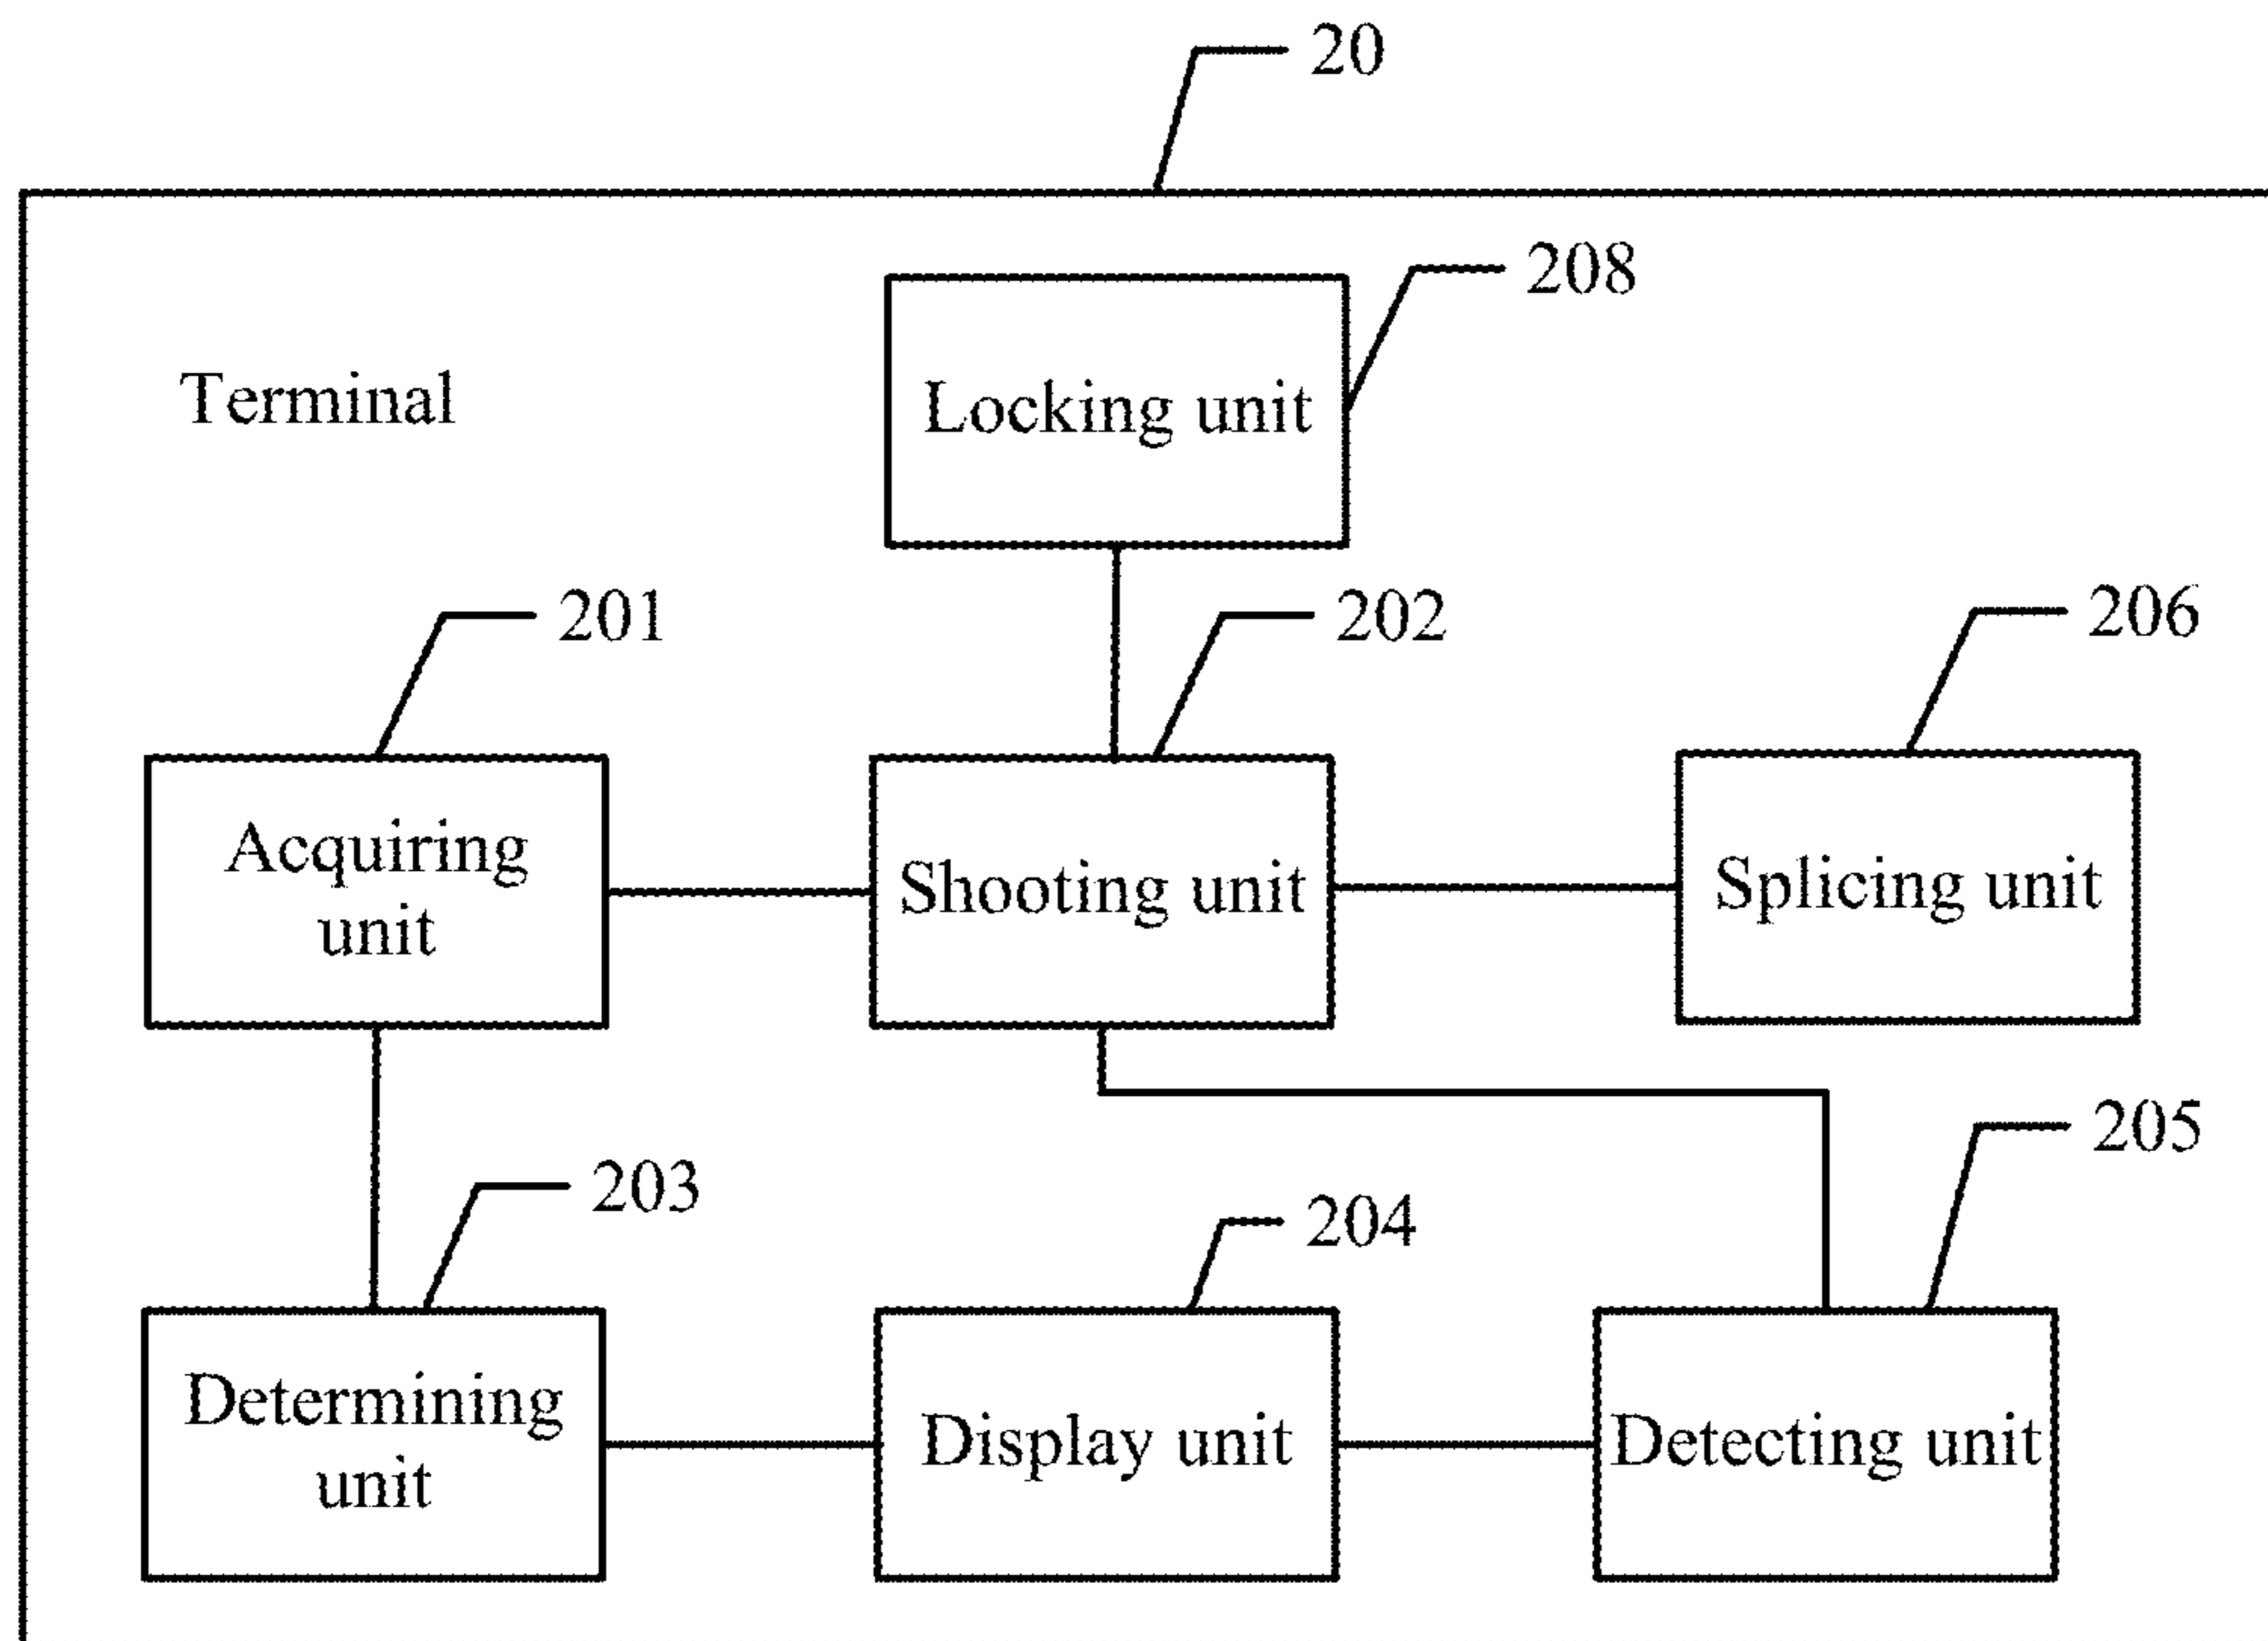 20
208
Terminal
Locking unit
201
202
206
Acquiring
unit
Shooting unit
Splicing unit
205
203
204
Determining
unit
Display unit
Detecting unit